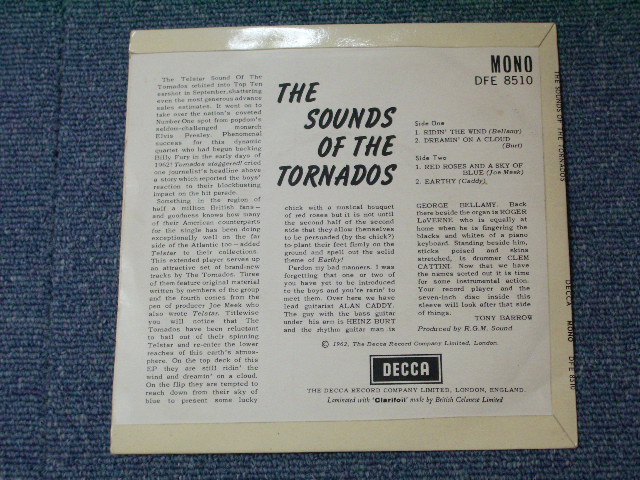 MONO
DFE 8510
THE
SOUNDS
OF THE
TORNADOS
The Telstar Sound Of The
Tornados orbited into Top Ten
earshot in September, shattering
even the most generous advance
sales estimates. It went on to
take over the nation's coveted
Number One spot from popdom's
seldom-challenged monarch
Elvis Presley. Phenomenal
success for this dynamic
quartet who had begun backing
Billy Fury in the early days of
1962! Tornados staggered! cried
one journalist's headline above
a story which reported the boys'
reaction to their blockbusting
impact on the hit parade.
Something in the region of
half a million British fans—
and goodness knows how many
of their American counterparts
for the single has been doing
exceptionally well on the far
side of the Atlantic too—added
Telstar to their collections.
This extended player serves up
an attractive set of brand-new
tracks by The Tornados. Three
of them feature original material
written by members of the group
and the fourth comes from the
pen of producer Joe Meek who
also wrote Telstar. Titlewise
you will notice that The
Tornados have been reluctant
to bail out of their spinning
Telstar and re-enter the lower
reaches of this earth's atmos-
phere. On the top deck of this
EP they are still ridin' the
wind and dreamin' on a cloud.
On the flip they are tempted to
reach down from their sky of
blue to present some lucky
chick with a musical bouquet
of red roses but it is not until
the second half of the second
side that they allow themselves
to be persuaded (by the chick?)
to plant their feet firmly on the
ground and spell out the solid
theme of Earthy!
Pardon my bad manners. I was
forgetting that one or two of
you have yet to be introduced
to the boys and you're rarin' to
meet them. Over here we have
lead guitarist ALAN CADDY.
The guy with the bass guitar
under his arm is HEINZ BURT
and the rhythm guitar man is
Side One
1. RIDIN' THE WIND (Bellamy)
2. DREAMIN' ON A CLOUD
(Burt)
Side Two
1. RED ROSES AND A SKY OF
BLUE (Joe Meek)
2. EARTHY (Caddy)
GEORGE BELLAMY. Back
there beside the organ is ROGER
LaVERNE who is equally at
home when he is fingering the
blacks and whites of a piano
keyboard. Standing beside him,
sticks poised and skins
stretched, is drummer CLEM
CATTINI. Now that we have
the names sorted out it is time
for some instrumental action.
Your record player and the
seven-inch disc inside this
sleeve will look after that side
of things.
TONY BARROW
Produced by R.G.M. Sound
© 1962, The Decca Record Company Limited, London.
DECCA
THE DECCA RECORD COMPANY LIMITED, LONDON, ENGLAND.
Laminated with 'Clarifoil' made by British Celanese Limited
THE SOUNDS OF THE TORNADOS
DECCA MONO DFE 8510